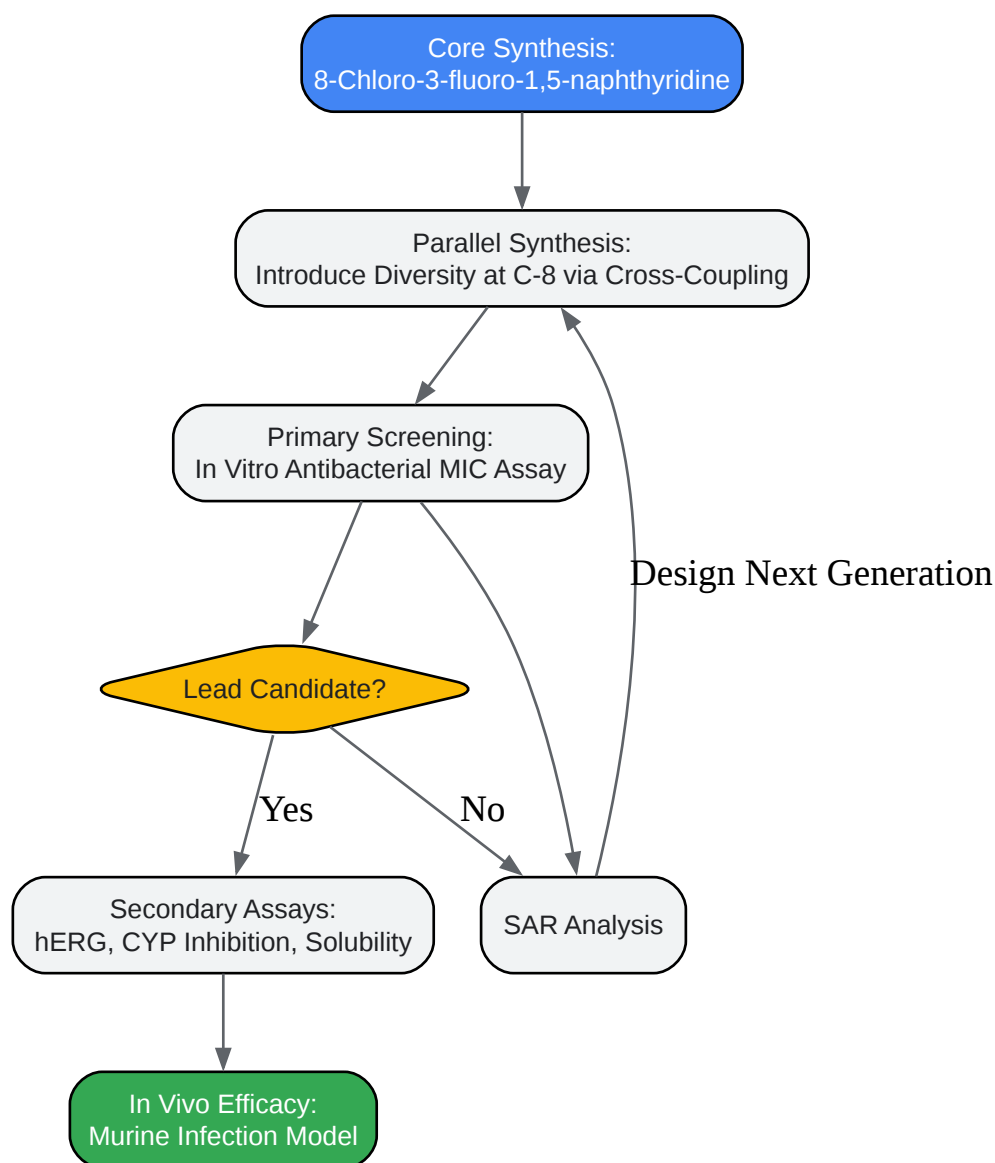 Core Synthesis:
8-Chloro-3-fluoro-1,5-naphthyridine
Parallel Synthesis:
Introduce Diversity at C-8 via Cross-Coupling
Primary Screening:
In Vitro Antibacterial MIC Assay
Design Next Generation
Lead Candidate?
Yes
No
Secondary Assays:
hERG, CYP Inhibition, Solubility
SAR Analysis
In Vivo Efficacy:
Murine Infection Model